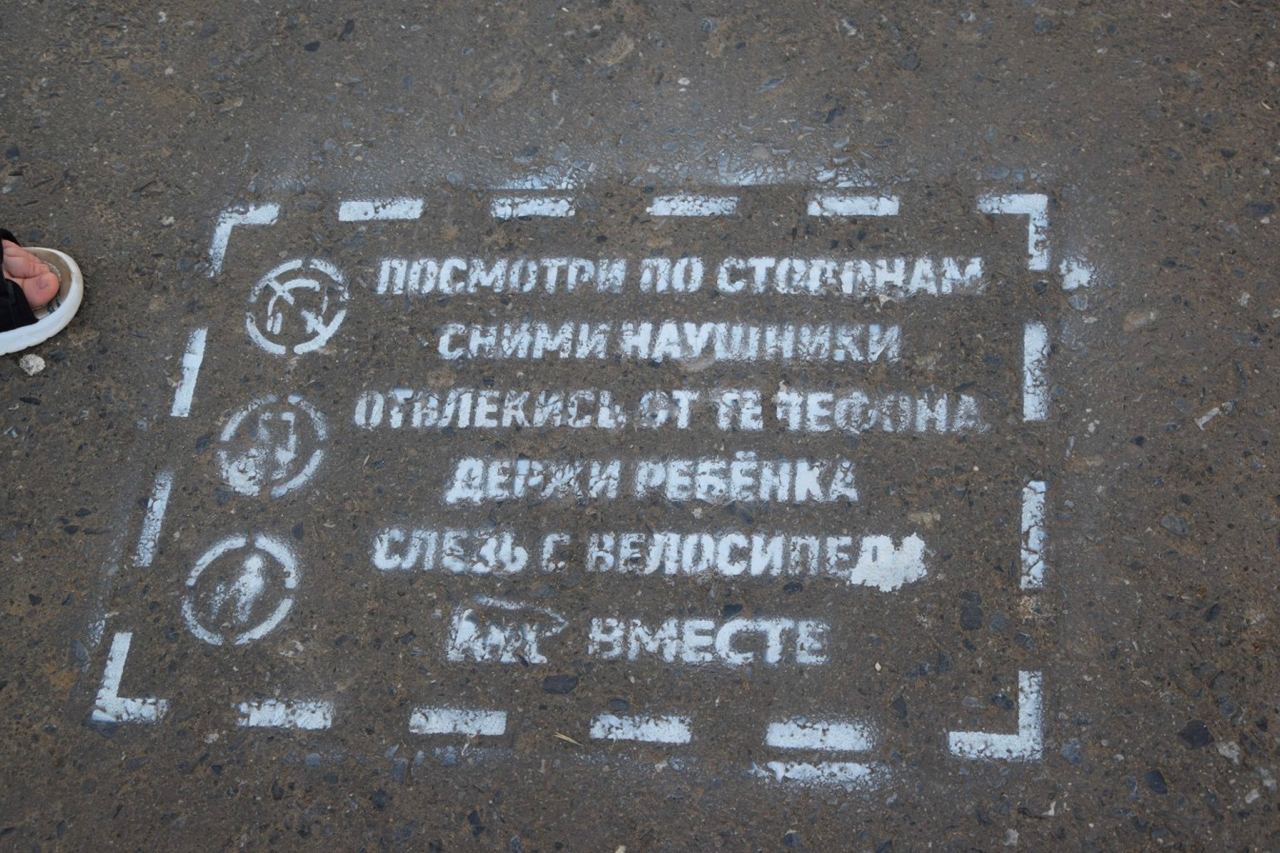 ПОСМОТРИ ПО СТОРОНАМ
СНИМИ НАУШНИКИ
ОТВЛЕКИСЬ ОТ ТЕЛЕФОНА
ДЕРЖИ РЕБЁНКА
СЛЕЗЬ С ВЕЛОСИПЕДА
ВМЕСТЕ